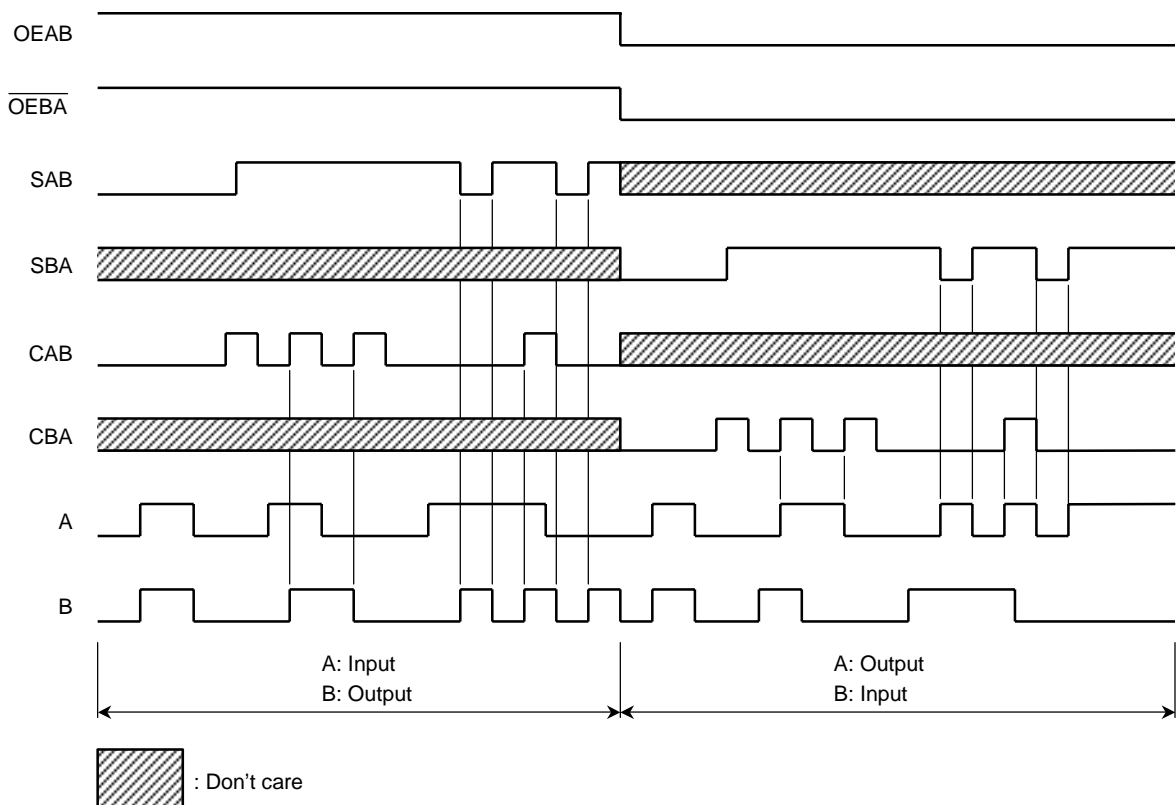 OEAB
OEBA
SAB
SBA
CAB
CBA
A
B
A: Input
B: Output
A: Output
B: Input
: Don't care